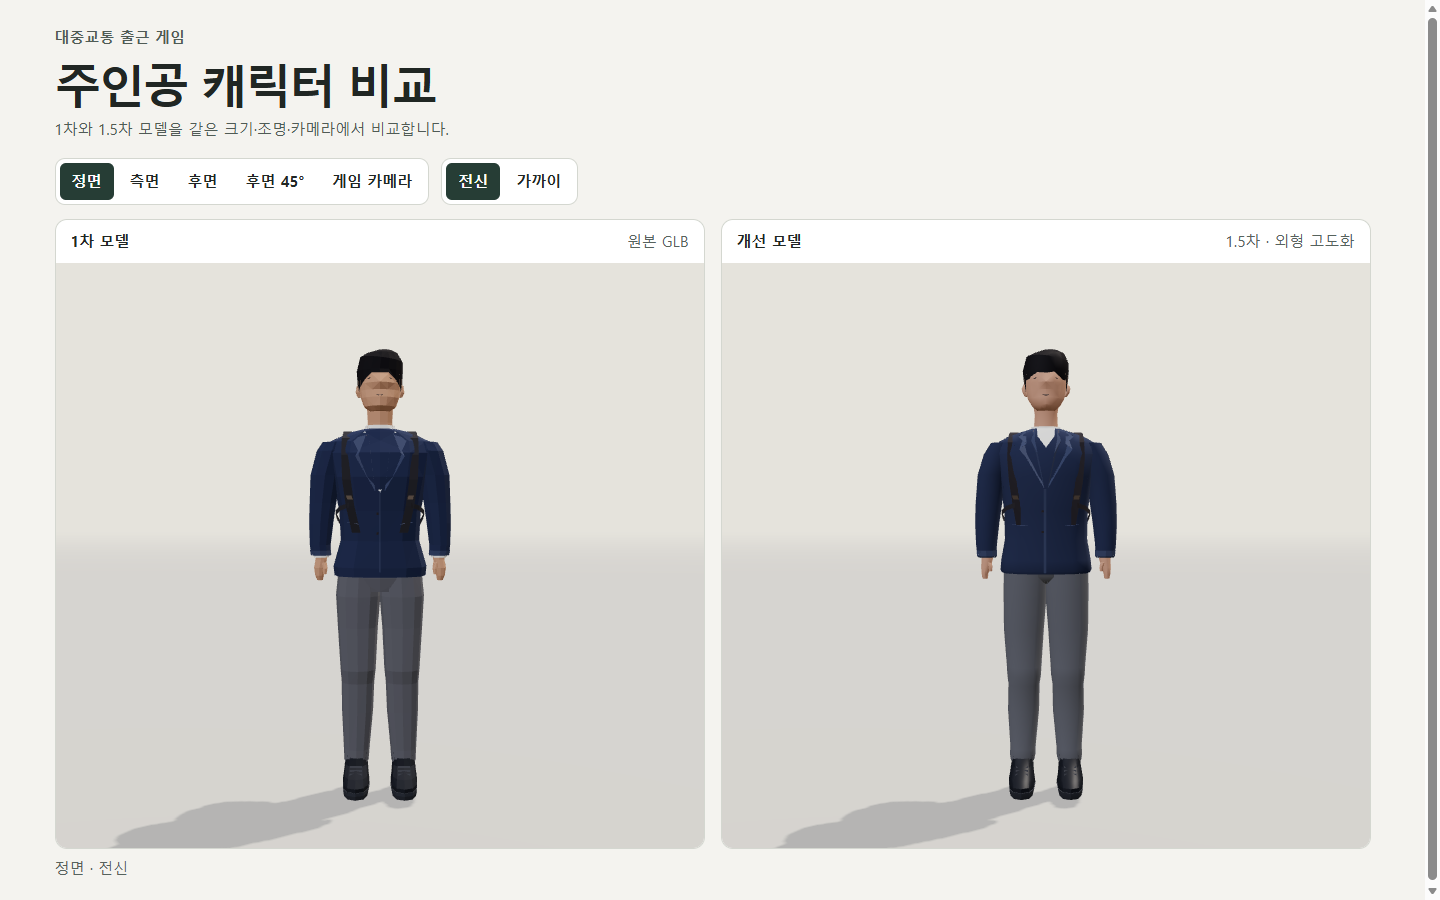 대중교통 출근 게임
주인공 캐릭터 비교
1차와 1.5차 모델을 같은 크기·조명·카메라에서 비교합니다.
정면 측면 후면 후면 45° 게임 카메라 전신 가까이
1차 모델 원본 GLB
개선 모델 1.5차 · 외형 고도화
정면 · 전신